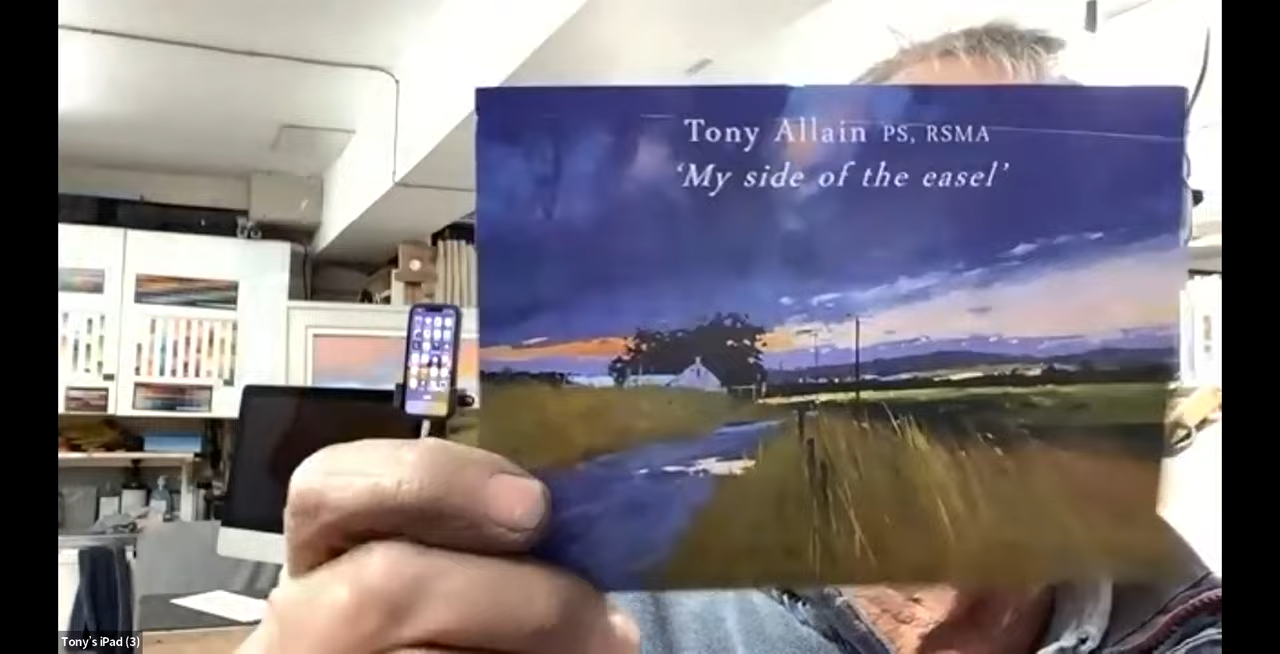 Tony Allain PS, RSMA
‘My side of the easel’
Tony's iPad (3)